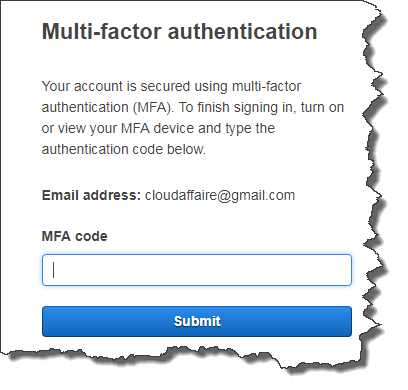 Multi-factor authentication
Your account is secured using multi-factor
authentication (MFA). To finish signing in, turn on
or view your MFA device and type the
authentication code below.
Email address: cloudaffaire@gmail.com
MFA code
Submit